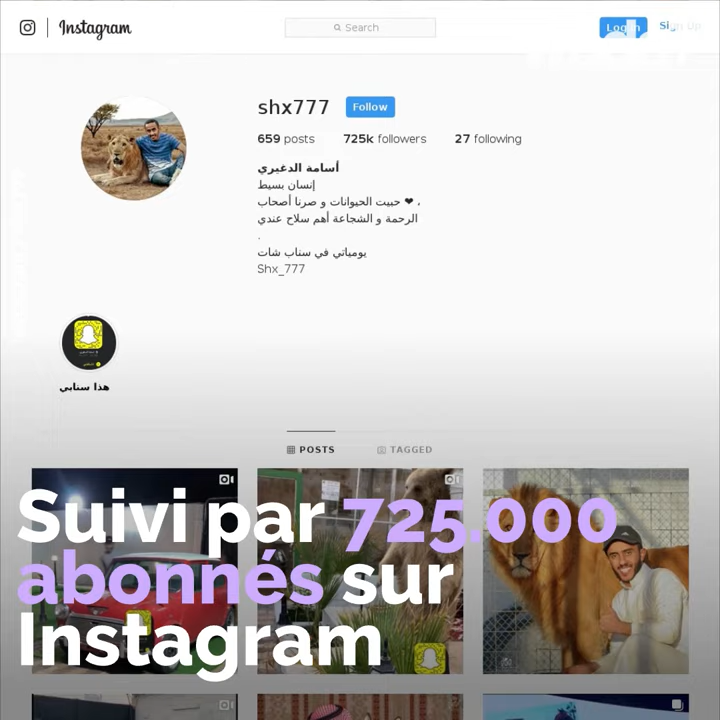 Instagram
Search
Log In
Sign Up
shx777
Follow
659 posts 725k followers 27 following
أسامة الدغيري
إنسان بسيط
حبيت الحيوانات و صرنا أصحاب ❤ ،
الرحمة و الشجاعة أهم سلاح عندي
.
يومياتي في سناب شات
Shx_777
هذا سنابي
POSTS
TAGGED
Suivi par 725.000
abonnés sur
Instagram